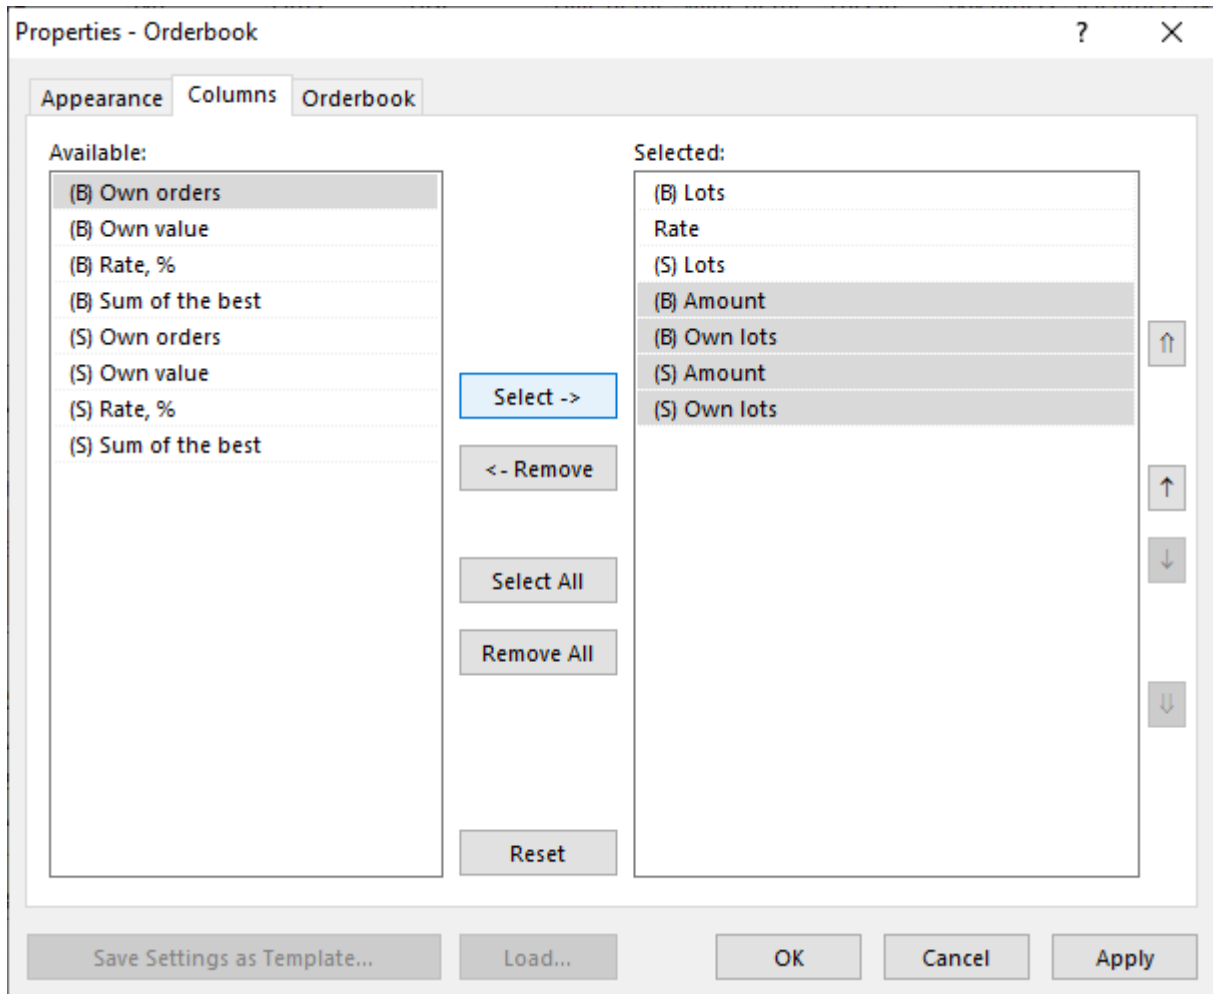 Properties - Orderbook
?
Appearance
Columns
Orderbook
Available:
(B) Own orders
(B) Own value
(B) Rate, %
(B) Sum of the best
(S) Own orders
(S) Own value
(S) Rate, %
(S) Sum of the best
Select ->
<- Remove
Select All
Remove All
Reset
Selected:
(B) Lots
Rate
(S) Lots
(B) Amount
(B) Own lots
(S) Amount
(S) Own lots
Save Settings as Template...
Load...
OK
Cancel
Apply